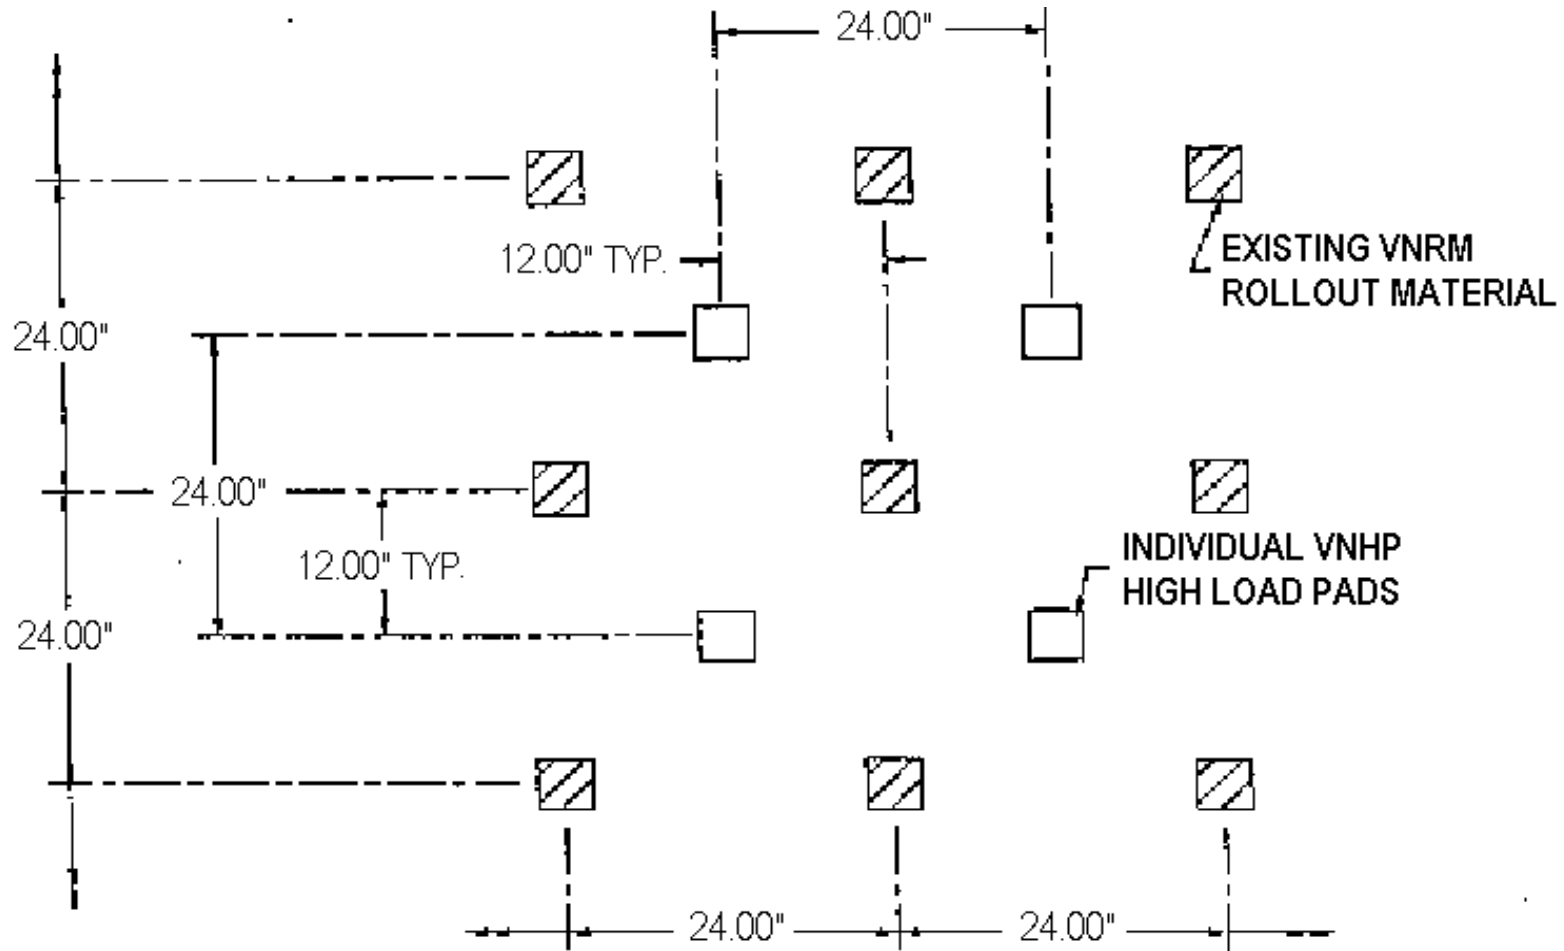 24.00"
12.00" TYP.
EXISTING VNRM
ROLLOUT MATERIAL
24.00"
24.00"
12.00" TYP.
INDIVIDUAL VNHP
HIGH LOAD PADS
24.00"
24.00"
24.00"